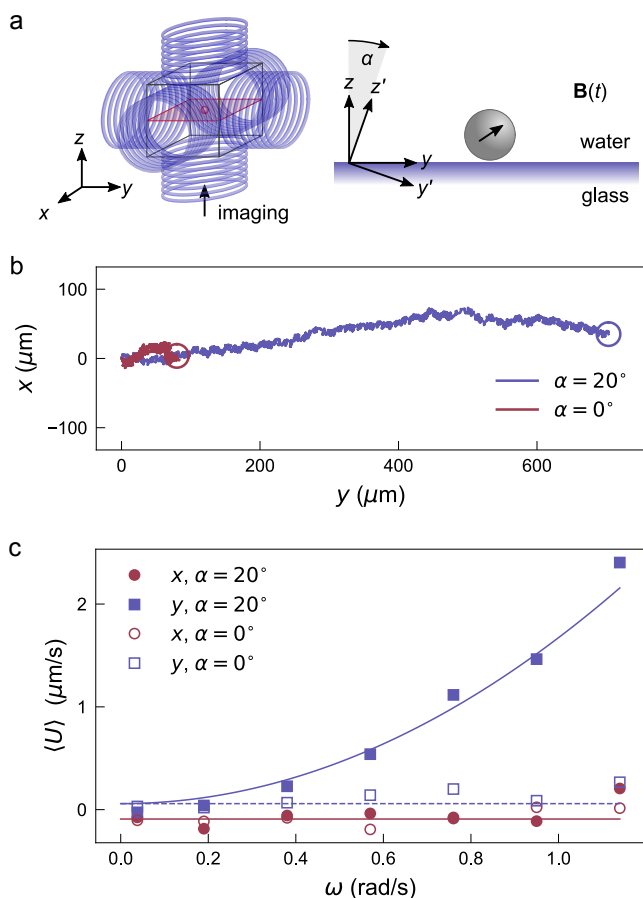 a
z
y
x
imaging
α
z
z′
y
y′
B(t)
water
glass
b
100
0
−100
x (μm)
α = 20°
α = 0°
0
200
400
600
y (μm)
c
x, α = 20°
y, α = 20°
x, α = 0°
y, α = 0°
2
1
0
⟨U⟩ (μm/s)
0.0
0.2
0.4
0.6
0.8
1.0
ω (rad/s)